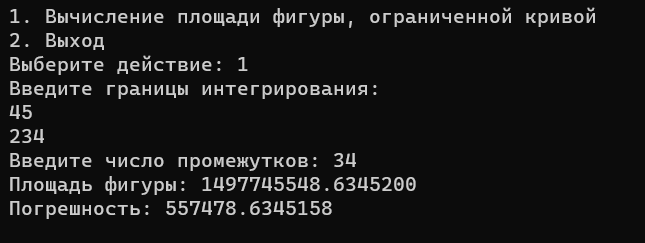 1. Вычисление площади фигуры, ограниченной кривой
2. Выход
Выберите действие: 1
Введите границы интегрирования:
45
234
Введите число промежутков: 34
Площадь фигуры: 1497745548.6345200
Погрешность: 557478.6345158